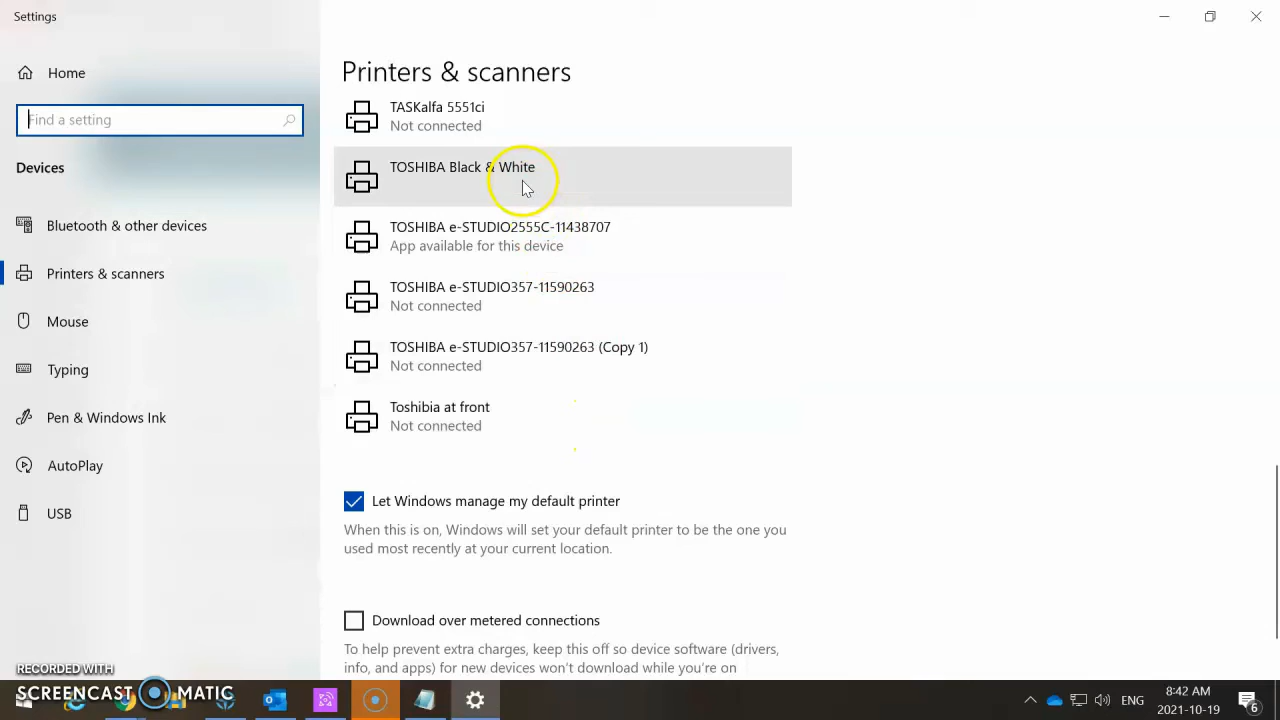 Settings
Home
Find a setting
Devices
Bluetooth & other devices
Printers & scanners
Mouse
Typing
Pen & Windows Ink
AutoPlay
USB
Printers & scanners
TASKalfa 5551ci
Not connected
TOSHIBA Black & White
TOSHIBA e-STUDIO2555C-11438707
App available for this device
TOSHIBA e-STUDIO357-11590263
Not connected
TOSHIBA e-STUDIO357-11590263 (Copy 1)
Not connected
Toshibia at front
Not connected
Let Windows manage my default printer
When this is on, Windows will set your default printer to be the one you
used most recently at your current location.
Download over metered connections
To help prevent extra charges, keep this off so device software (drivers,
info, and apps) for new devices won't download while you're on
RECORDED WITH
SCREENCAST MATIC
ENG
8:42 AM
2021-10-19
6